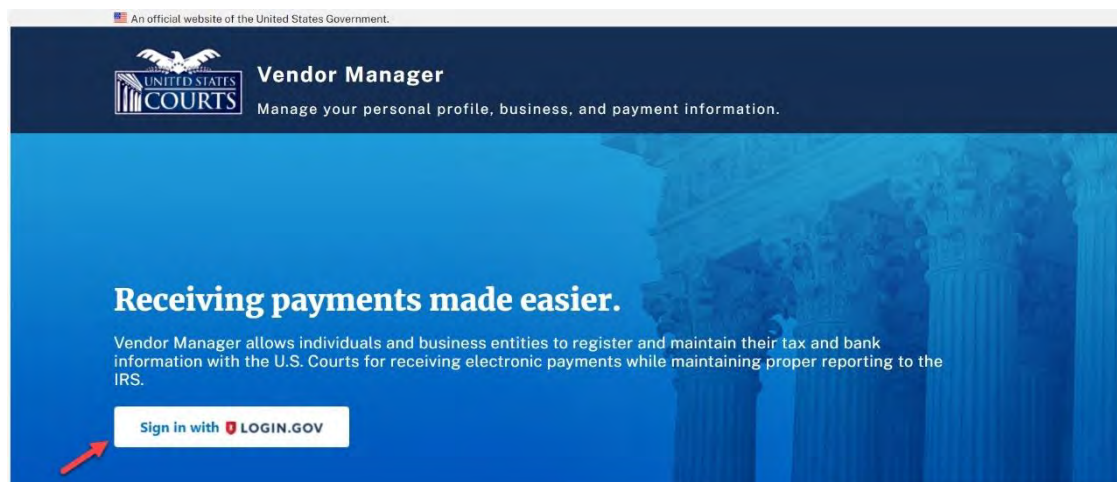 An official website of the United States Government.
UNITED STATES
COURTS
Vendor Manager
Manage your personal profile, business, and payment information.
Receiving payments made easier.
Vendor Manager allows individuals and business entities to register and maintain their tax and bank
information with the U.S. Courts for receiving electronic payments while maintaining proper reporting to the
IRS.
Sign in with LOGIN.GOV